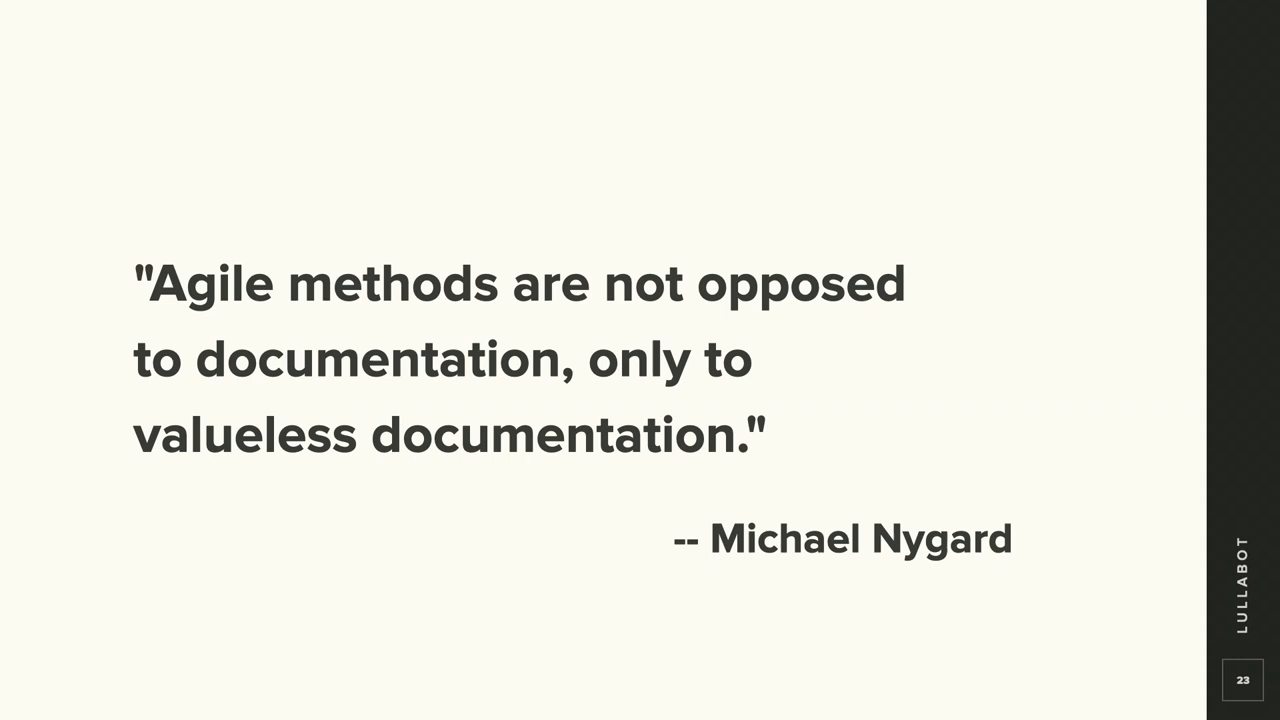 "Agile methods are not opposed
to documentation, only to
valueless documentation."
-- Michael Nygard
LULLABOT
23